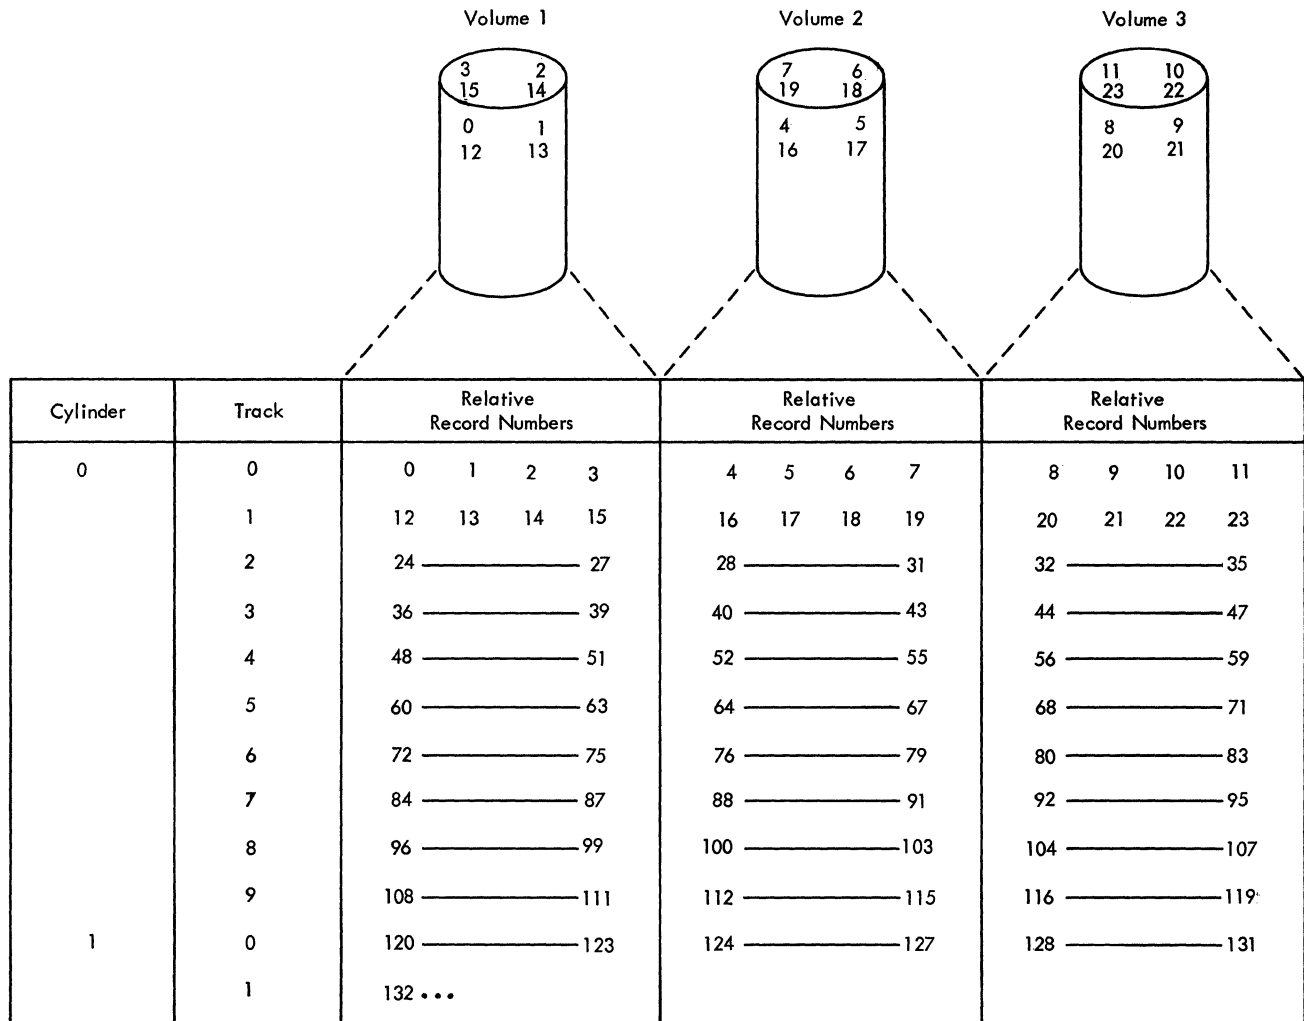 Volume 1 Volume 2 Volume 3
3 2 7 6 11 10
15 14 19 18 23 22
0 1 4 5 8 9
12 13 16 17 20 21
Cylinder Track Relative Record Numbers Relative Record Numbers Relative Record Numbers
0 0 0 1 2 3 4 5 6 7 8 9 10 11
1 12 13 14 15 16 17 18 19 20 21 22 23
2 24 27 28 31 32 35
3 36 39 40 43 44 47
4 48 51 52 55 56 59
5 60 63 64 67 68 71
6 72 75 76 79 80 83
7 84 87 88 91 92 95
8 96 99 100 103 104 107
9 108 111 112 115 116 119
1 0 120 123 124 127 128 131
1 132 •••